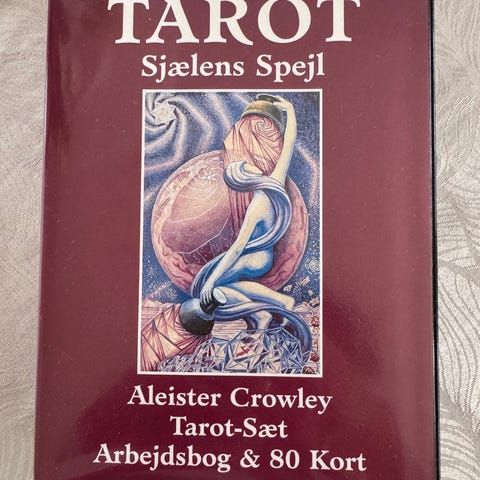 TAROT
Sjælens Spejl
Aleister Crowley
Tarot-Sæt
Arbejdsbog & 80 Kort